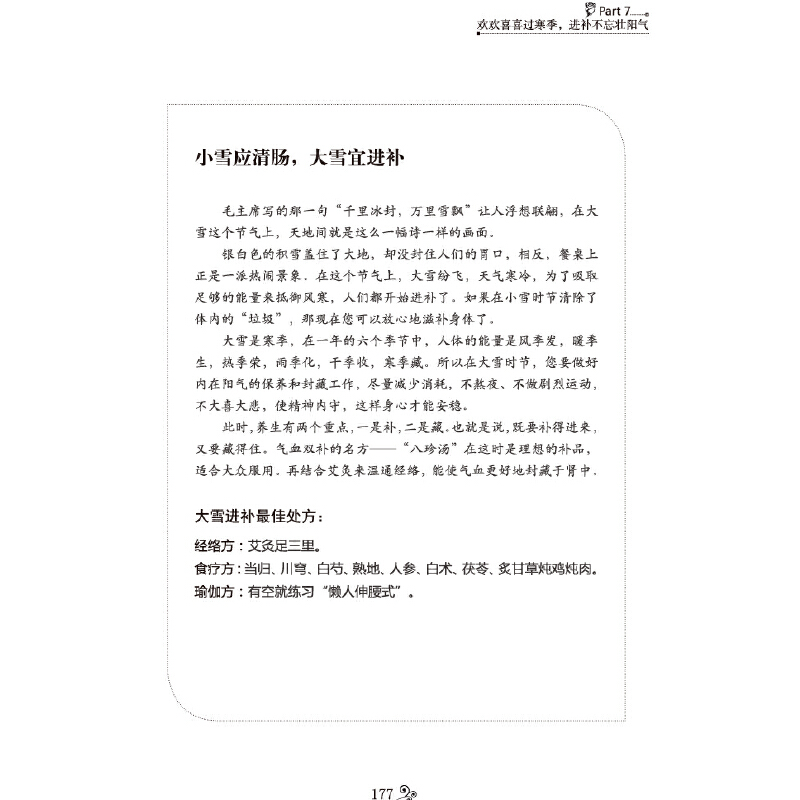 Part 7
欢欢喜喜过寒季，进补不忘壮阳气
小雪应清肠，大雪宜进补
毛主席写的那一句“千里冰封，万里雪飘”让人浮想联翩，在大
雪这个节气上，天地间就是这么一幅诗一样的画面。
银白色的积雪盖住了大地，却没封住人们的胃口，相反，餐桌上
正是一派热闹景象．在这个节气上，大雪纷飞，天气寒冷，为了吸取
足够的能量来抵御风寒，人们都开始进补了。如果在小雪时节清除了
体内的“垃圾”，那现在您可以放心地滋补身体了。
大雪是寒季，在一年的六个季节中，人体的能量是风季发，暖季
生，热季荣，雨季化，干季收，寒季藏。所以在大雪时节，您要做好
内在阳气的保养和封藏工作，尽量减少消耗，不熬夜、不做剧烈运动，
不大喜大悲，使精神内守，这样身心才能安稳。
此时，养生有两个重点，一是补，二是藏。也就是说，既要补得进来，
又要藏得住。气血双补的名方——“八珍汤”在这时是理想的补品，
适合大众服用。再结合艾灸来温通经络，能使气血更好地封藏于肾中．
大雪进补最佳处方：
经络方：艾灸足三里。
食疗方：当归、川芎、白芍、熟地、人参、白术、茯苓、炙甘草炖鸡炖肉。
瑜伽方：有空就练习“懒人伸腰式”。
177